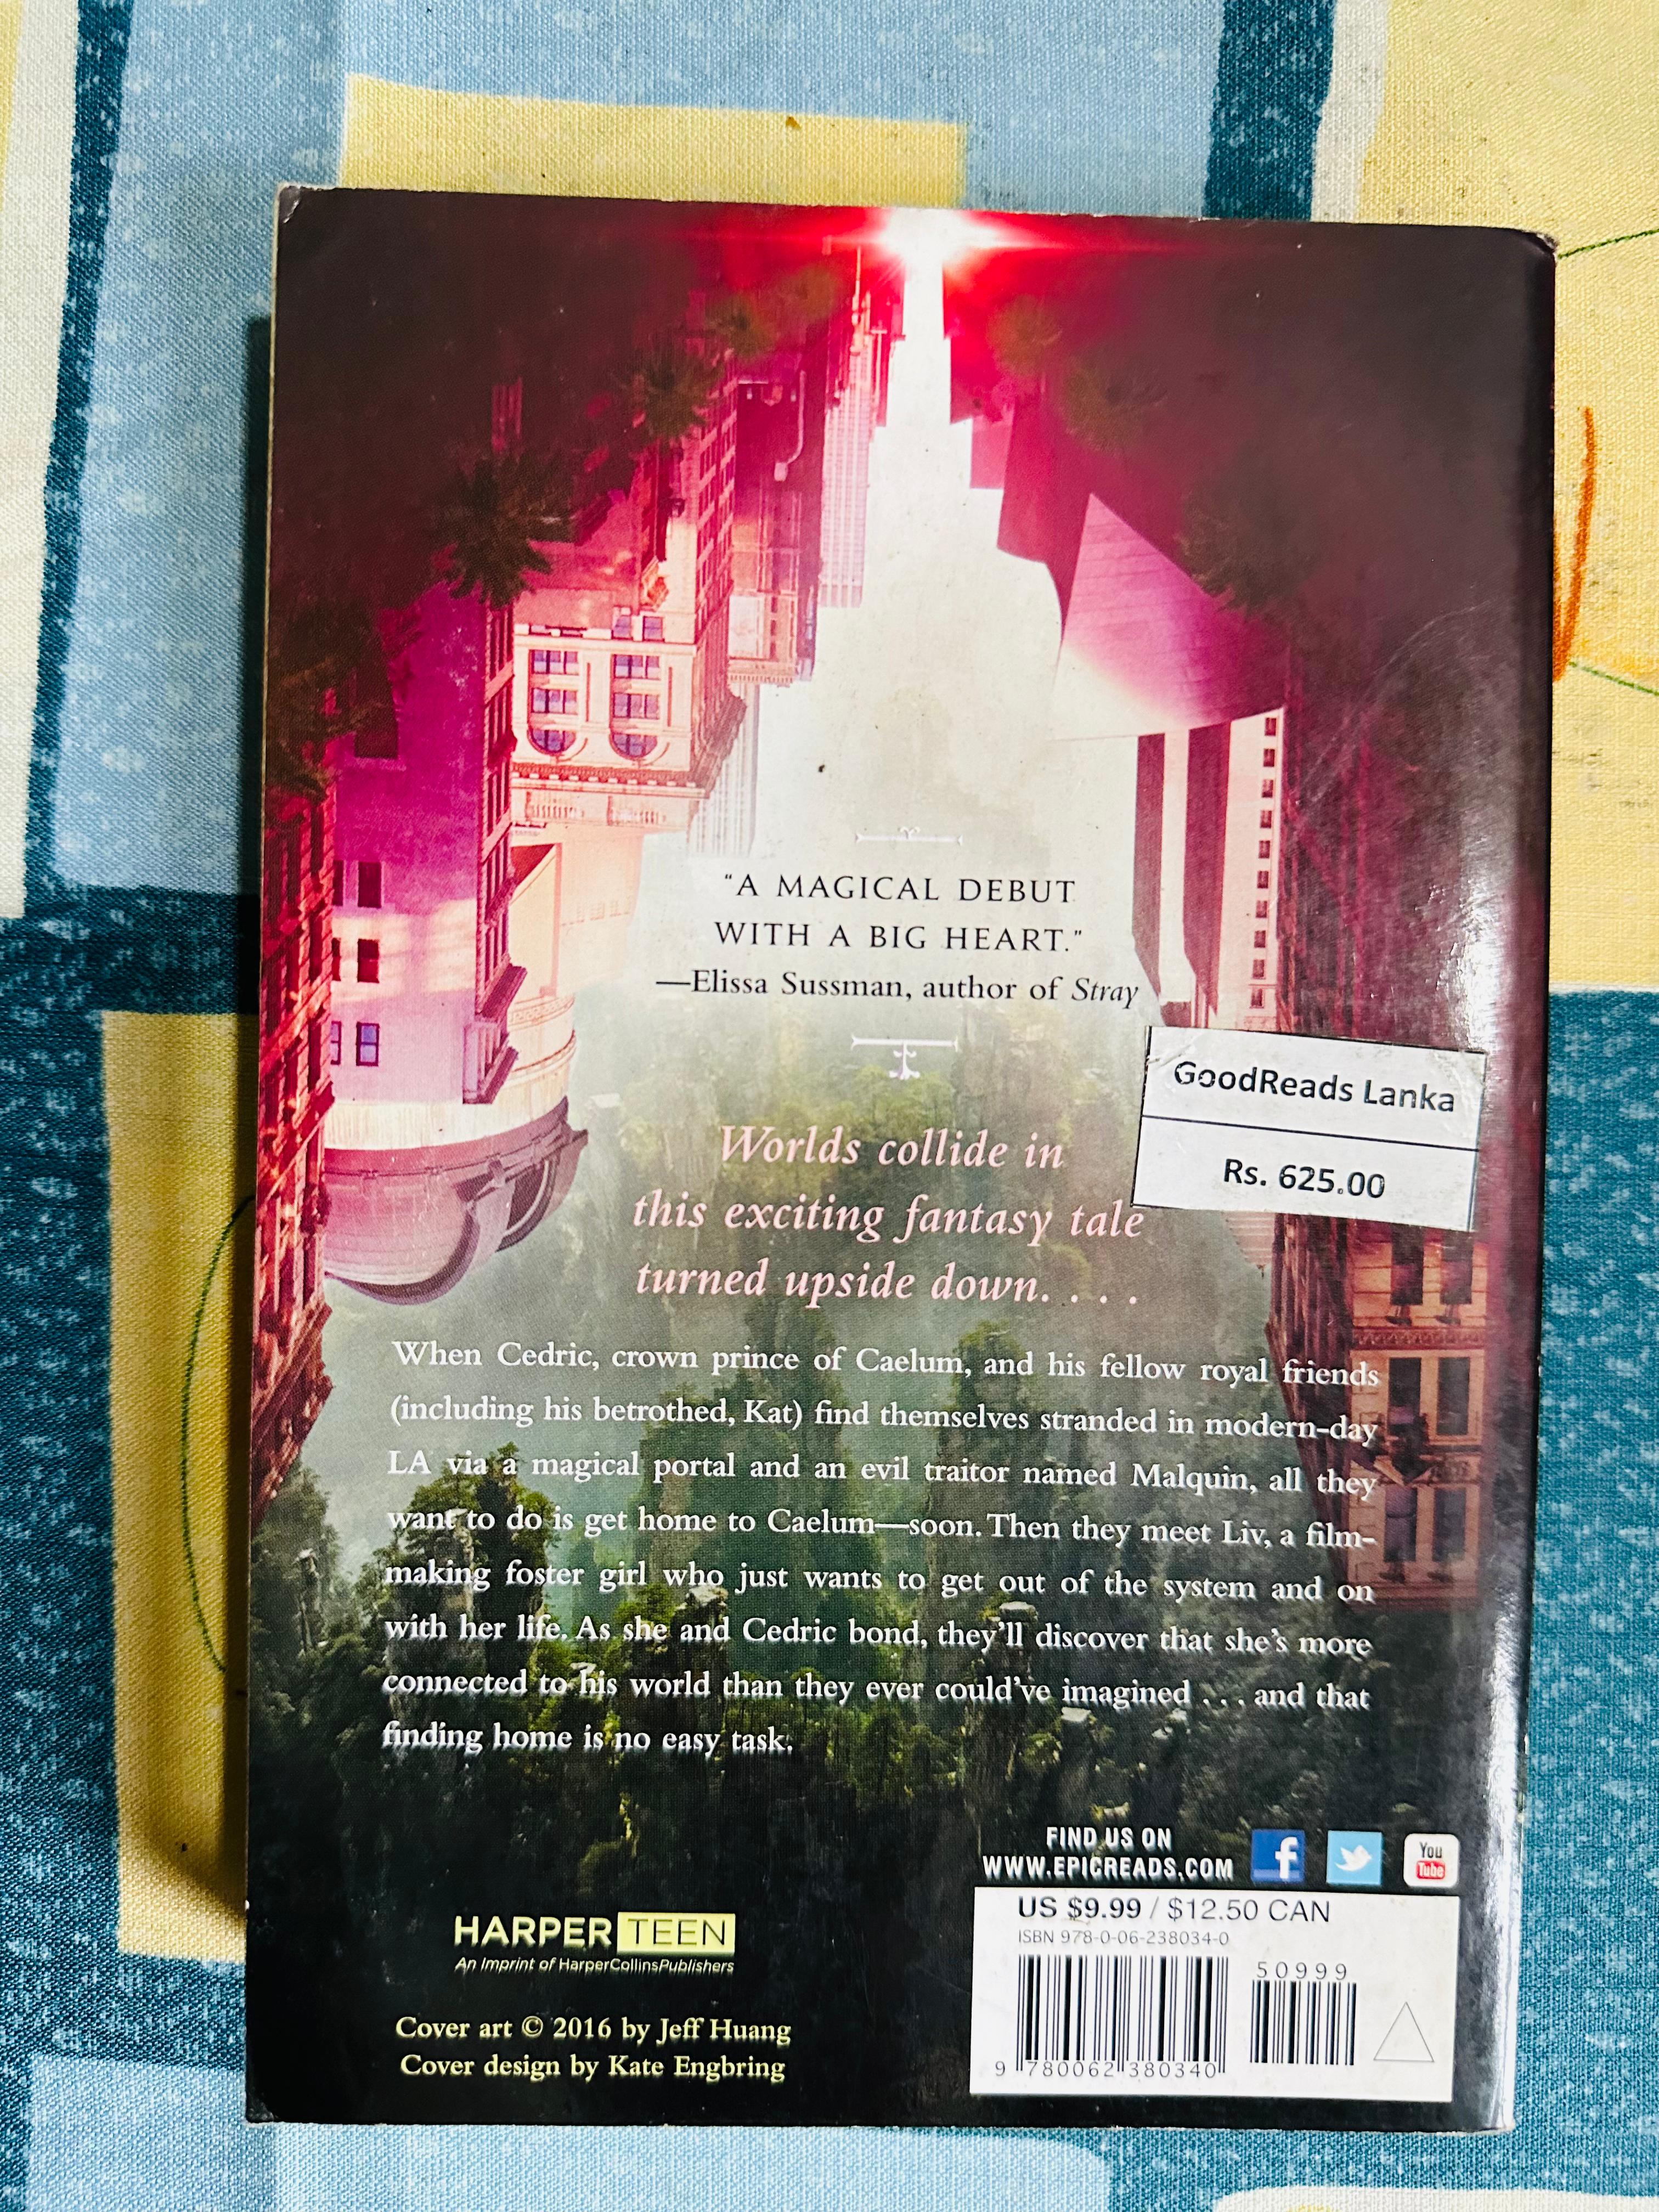 "A MAGICAL DEBUT
WITH A BIG HEART."
—Elissa Sussman, author of Stray
GoodReads Lanka
Rs. 625.00
Worlds collide in
this exciting fantasy tale
turned upside down. . . .
When Cedric, crown prince of Caelum, and his fellow royal friends
(including his betrothed, Kat) find themselves stranded in modern-day
LA via a magical portal and an evil traitor named Malquin, all they
want to do is get home to Caelum—soon. Then they meet Liv, a film-
making foster girl who just wants to get out of the system and on
with her life. As she and Cedric bond, they'll discover that she's more
connected to his world than they ever could've imagined . . . and that
finding home is no easy task.
FIND US ON
WWW.EPICREADS.COM
f
You
Tube
HARPER TEEN
An Imprint of HarperCollinsPublishers
Cover art © 2016 by Jeff Huang
Cover design by Kate Engbring
US $9.99 / $12.50 CAN
ISBN 978-0-06-238034-0
50999
9 780062 380340